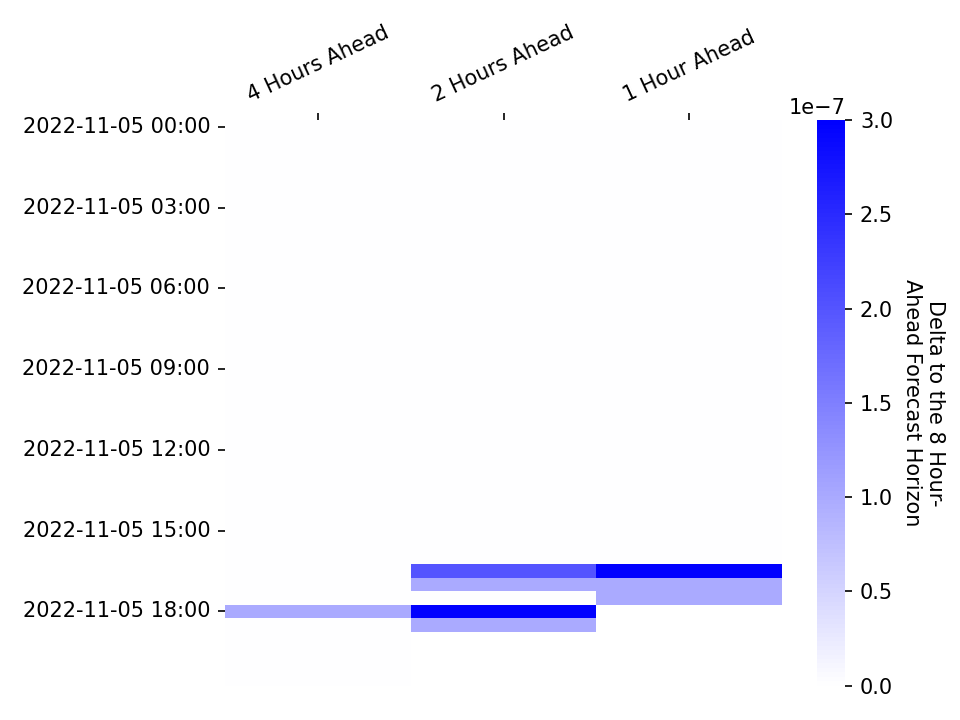 4 Hours Ahead
2 Hours Ahead
1 Hour Ahead
1e−7
2022-11-05 00:00
2022-11-05 03:00
2022-11-05 06:00
2022-11-05 09:00
2022-11-05 12:00
2022-11-05 15:00
2022-11-05 18:00
3.0
2.5
2.0
1.5
1.0
0.5
0.0
Delta to the 8 Hour-
Ahead Forecast Horizon